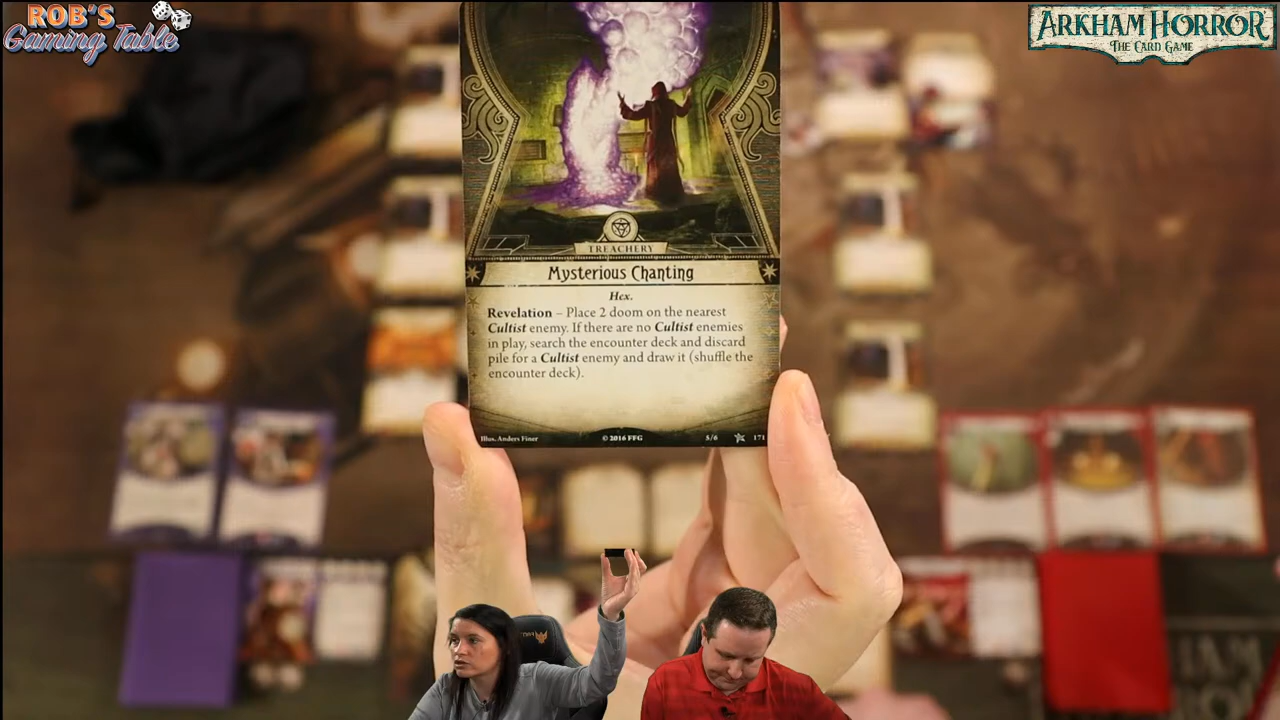 ROB'S
Gaming Table
ARKHAM HORROR
THE CARD GAME
TREACHERY
Mysterious Chanting
Hex.
Revelation – Place 2 doom on the nearest
Cultist enemy. If there are no Cultist enemies
in play, search the encounter deck and discard
pile for a Cultist enemy and draw it (shuffle the
encounter deck).
Illus. Anders Finer
© 2016 FFG
5/6
171